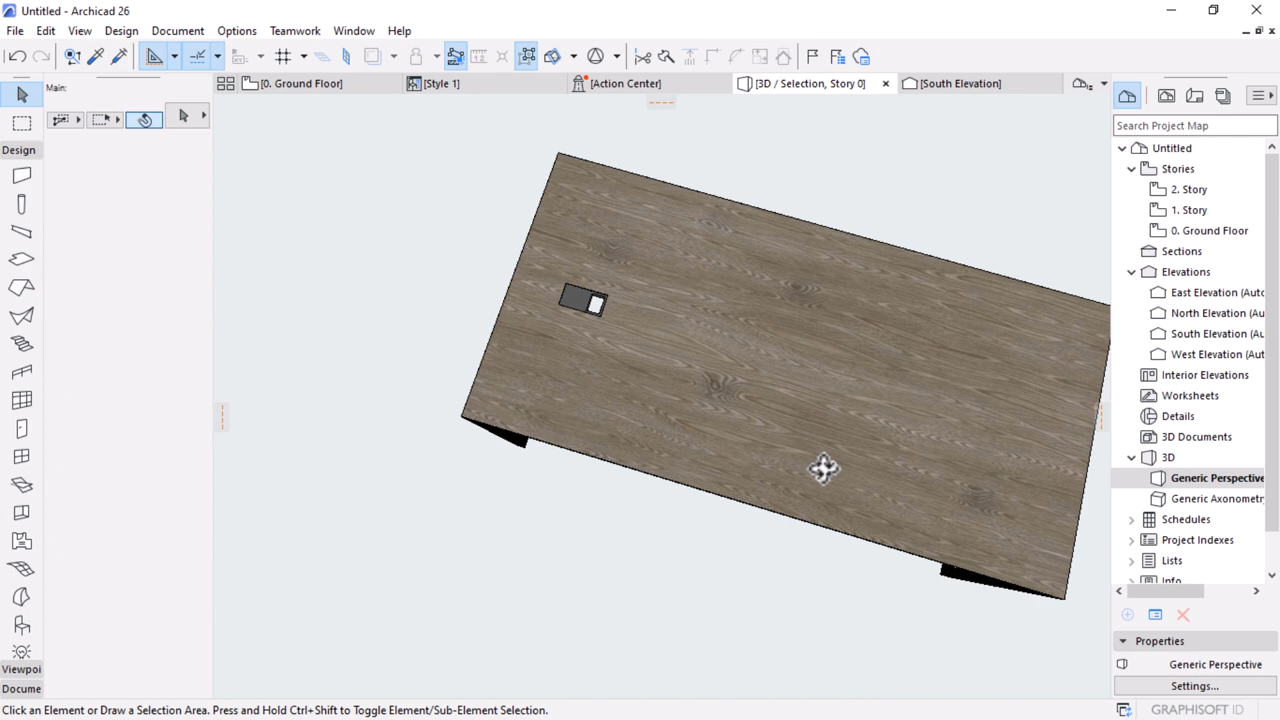 Untitled - Archicad 26
File Edit View Design Document Options Teamwork Window Help
[0. Ground Floor]
[Style 1]
[Action Center]
[3D / Selection, Story 0]
[South Elevation]
Main:
Search Project Map
Design
Untitled
Stories
2. Story
1. Story
0. Ground Floor
Sections
Elevations
East Elevation (Auto
North Elevation (Au
South Elevation (Aut
West Elevation (Aut
Interior Elevations
Worksheets
Details
3D Documents
3D
Generic Perspective
Generic Axonometry
Schedules
Project Indexes
Lists
Info
Properties
Generic Perspective
Settings...
Viewpoi
Docume
Click an Element or Draw a Selection Area. Press and Hold Ctrl+Shift to Toggle Element/Sub-Element Selection.
GRAPHISOFT ID